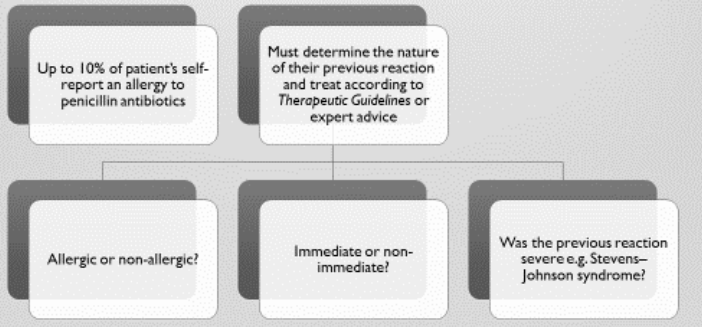 Up to 10% of patient's self-
report an allergy to
penicillin antibiotics
Must determine the nature
of their previous reaction
and treat according to
Therapeutic Guidelines or
expert advice
Allergic or non-allergic?
Immediate or non-
immediate?
Was the previous reaction
severe e.g. Stevens–
Johnson syndrome?